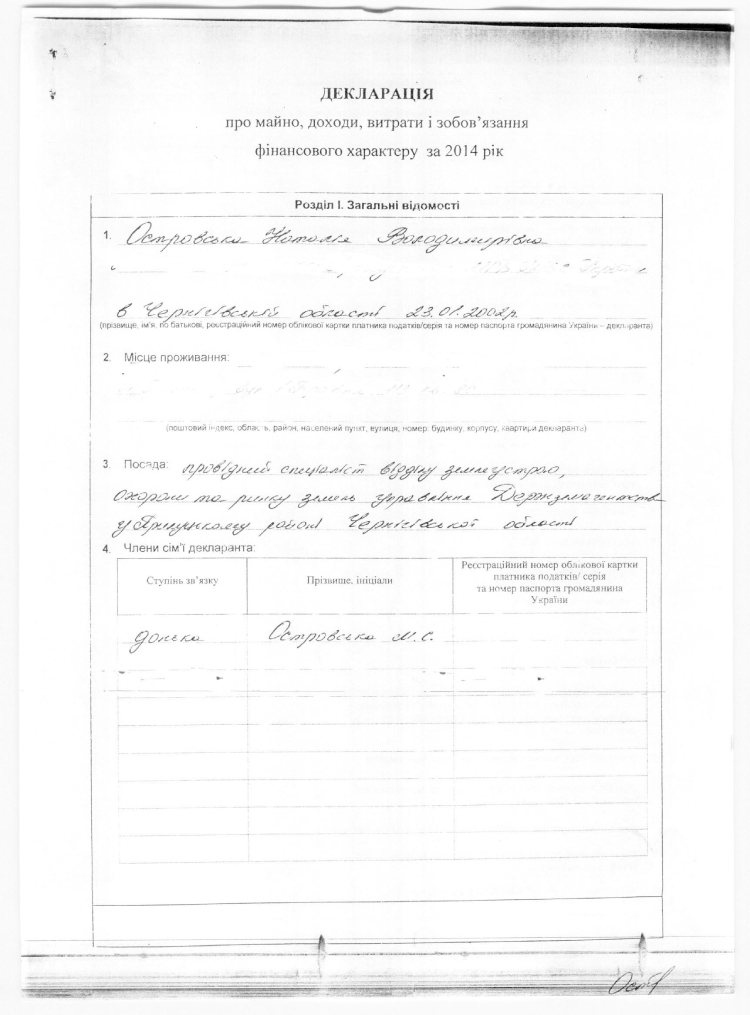 ДЕКЛАРАЦІЯ
про майно, доходи, витрати і зобов’язання
фінансового характеру за 2014 рік
Розділ І. Загальні відомості
1. Островська Наталія Володимирівна
в Чернігівській області 23.01.2002р.
(прізвище, ім’я, по батькові, реєстраційний номер облікової картки платника податків/серія та номер паспорта громадянина України – декларанта)
2. Місце проживання:
(поштовий індекс, область, район, населений пункт, вулиця, номер, будинку, корпусу, квартири декларанта)
3. Посада: провідний спеціаліст відділу землеустрою,
охорони та ринку земель управління Держземагентства
у Прилуцькому районі Чернігівської області
4. Члени сім’ї декларанта:
Ступінь зв’язку
Прізвище, ініціали
Реєстраційний номер облікової картки
платника податків/ серія
та номер паспорта громадянина
України
донька Островська М.С.